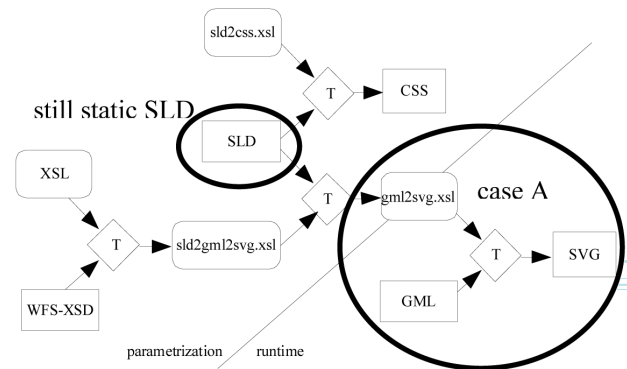 sld2css.xsl
T
CSS
still static SLD
SLD
XSL
T
gml2svg.xsl
case A
T
sld2gml2svg.xsl
T
SVG
WFS-XSD
GML
parametrization
runtime